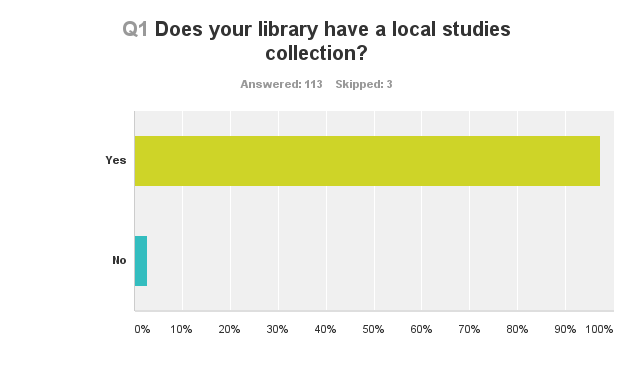 Q1 Does your library have a local studies
collection?
Answered: 113 Skipped: 3
Yes
No
0% 10% 20% 30% 40% 50% 60% 70% 80% 90% 100%